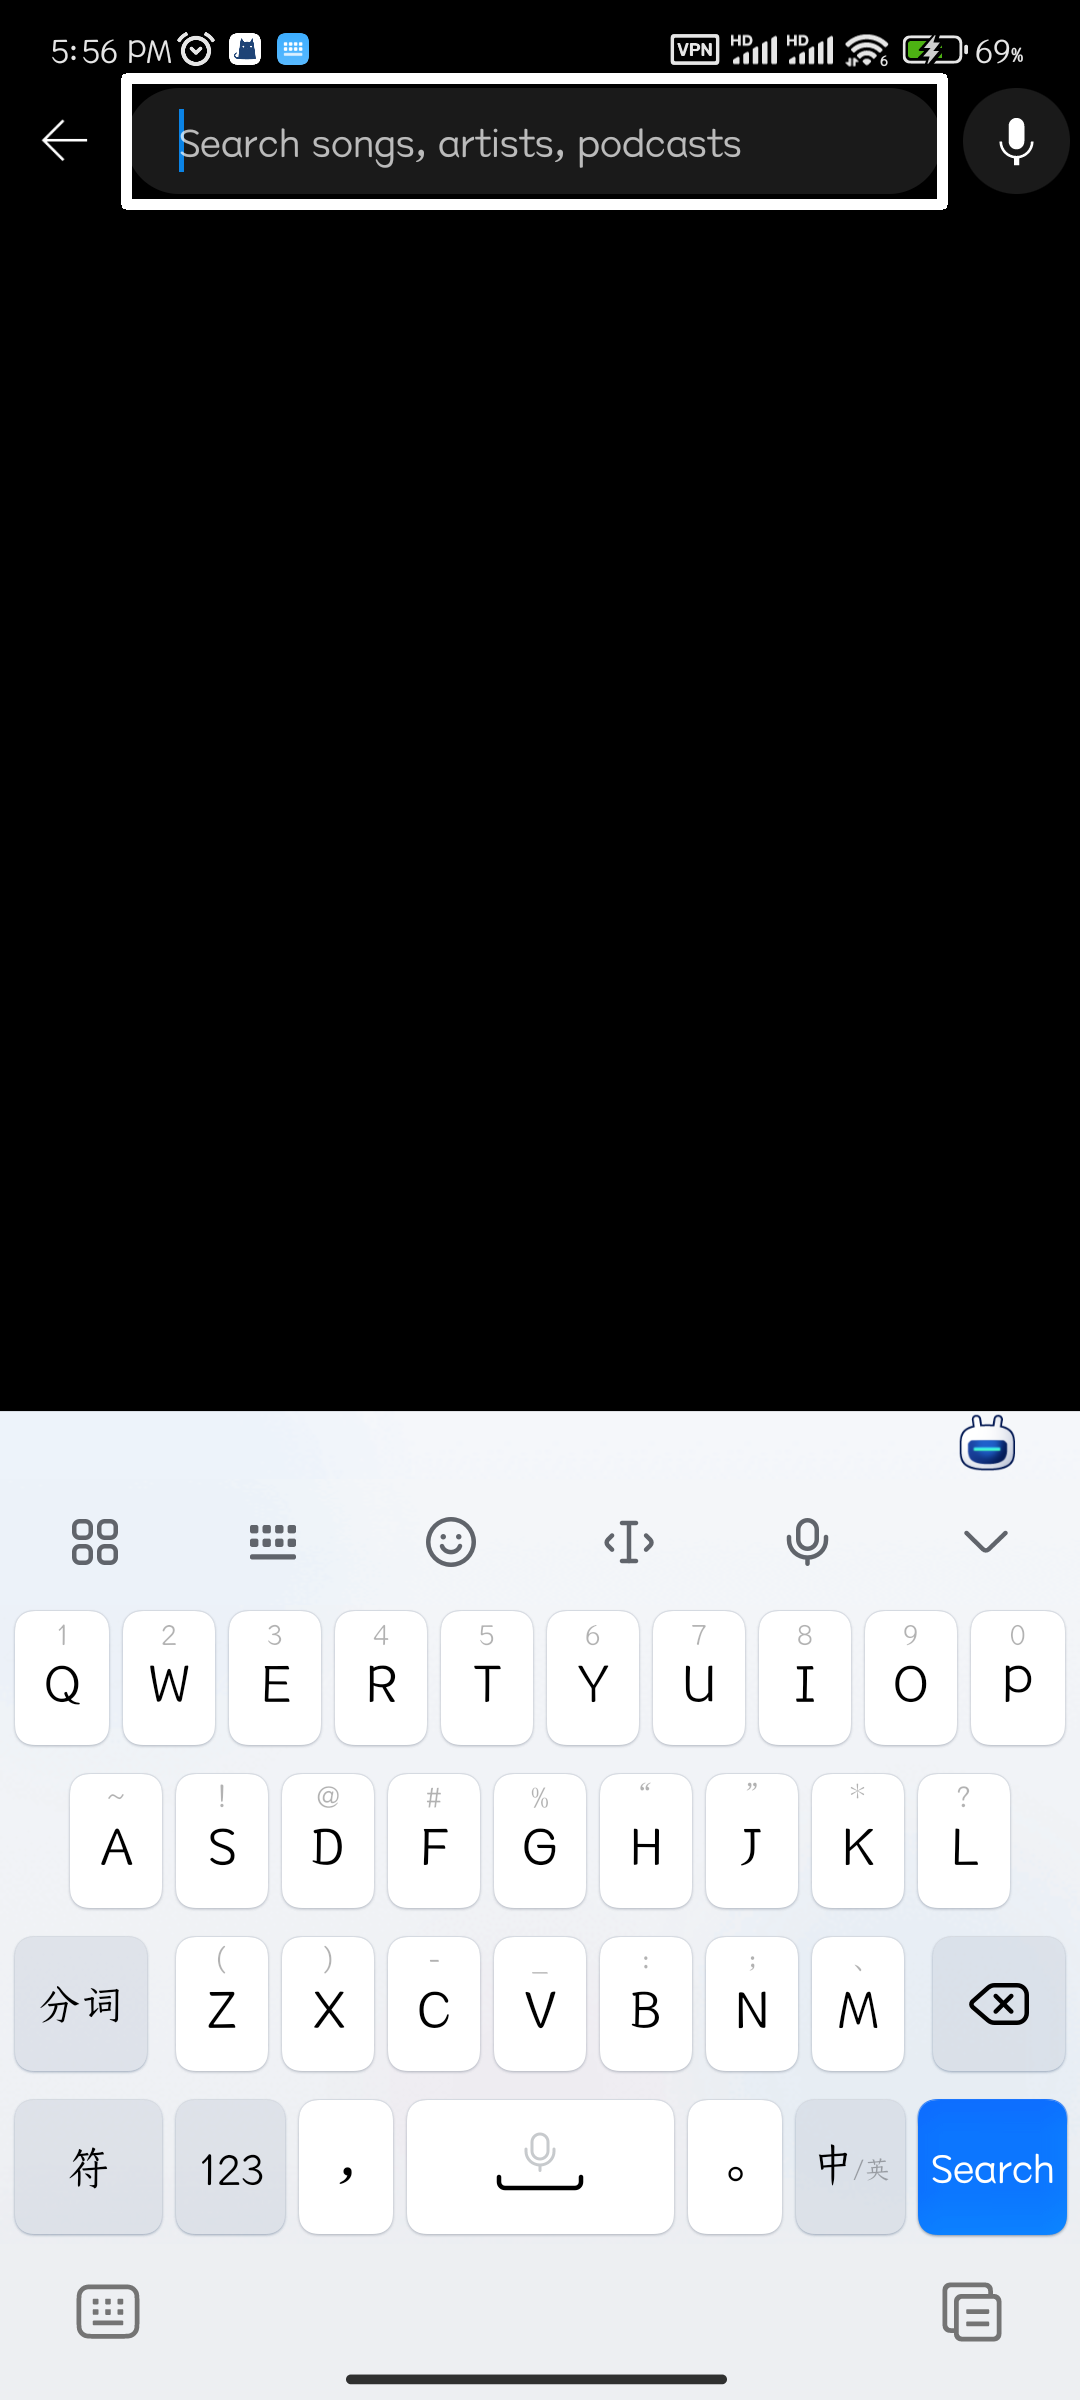 5:56 PM VPN HD HD 6 69%
Search songs, artists, podcasts
1 2 3 4 5 6 7 8 9 0
Q W E R T Y U I O P
~ ! @ # % “ ” * ?
A S D F G H J K L
( ) - _ : ; 、
分词 Z X C V B N M
符 123 , 。 中/英 Search